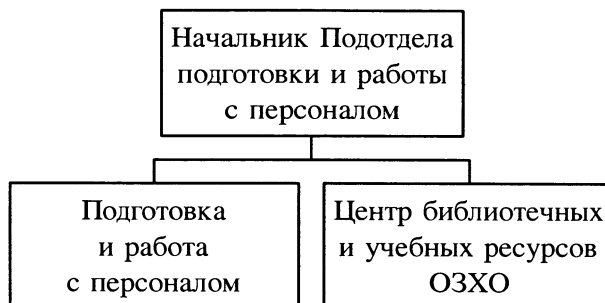 Начальник Подотдела
подготовки и работы
с персоналом
Подготовка
и работа
с персоналом
Центр библиотечных
и учебных ресурсов
ОЗХО